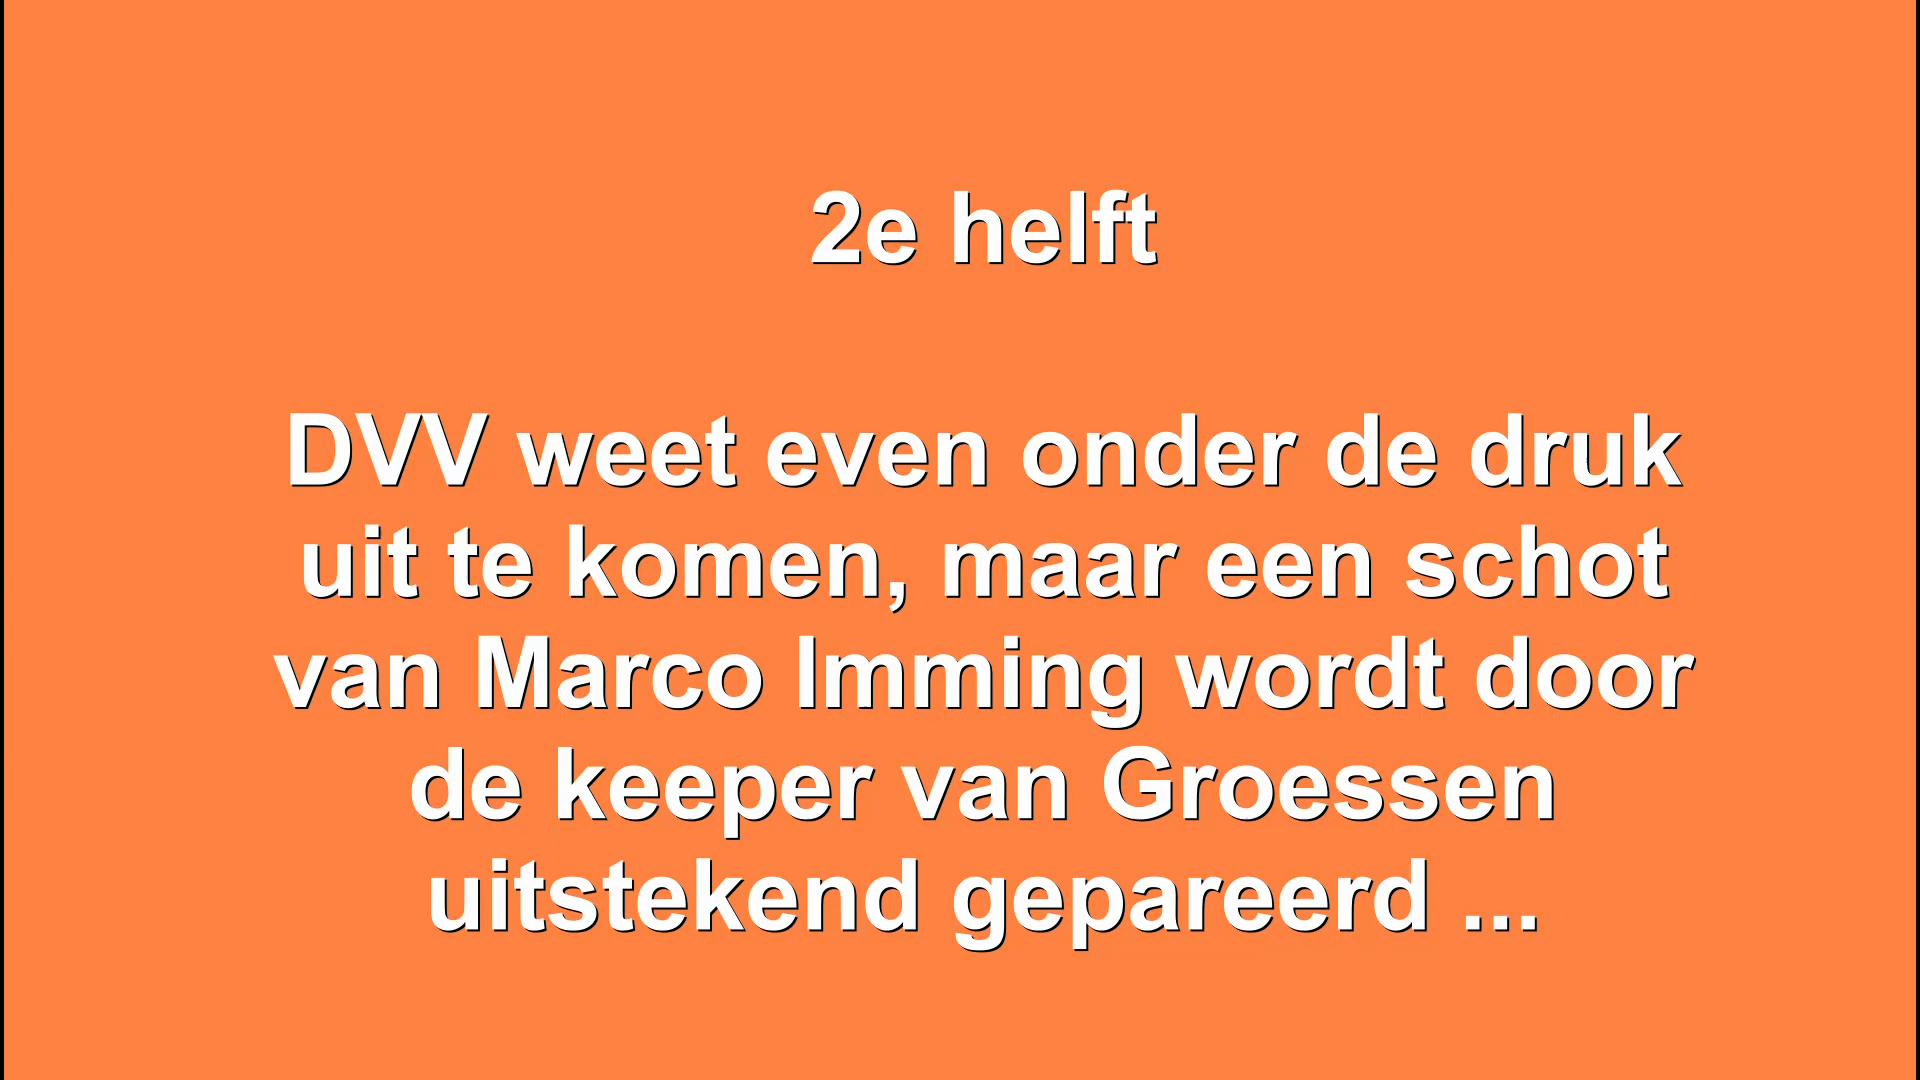 2e helft
DVV weet even onder de druk
uit te komen, maar een schot
van Marco Imming wordt door
de keeper van Groessen
uitstekend gepareerd ...